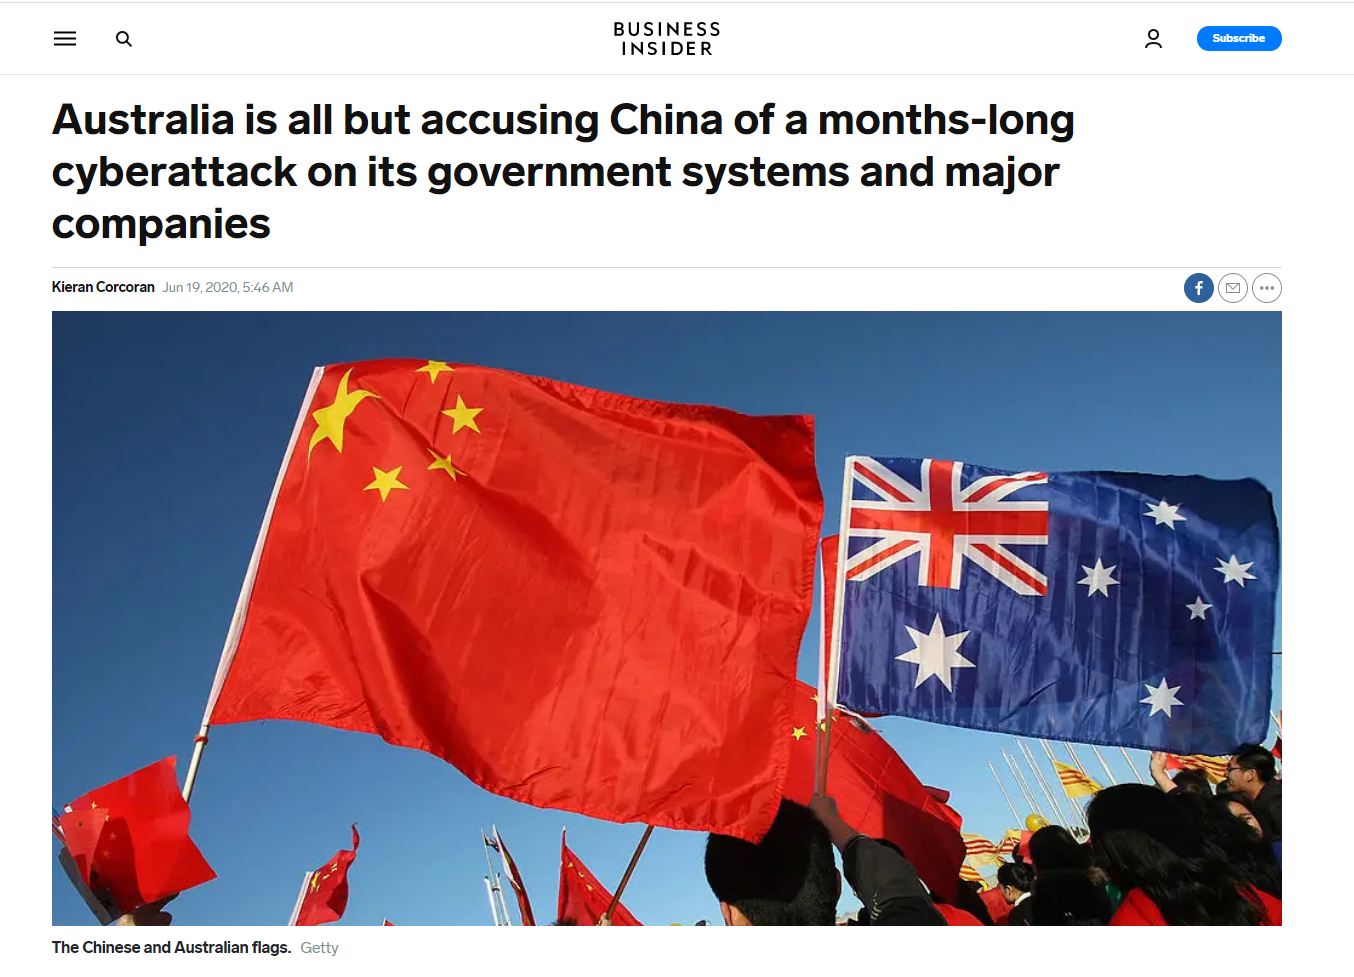 BUSINESS
INSIDER
Subscribe
Australia is all but accusing China of a months-long
cyberattack on its government systems and major
companies
Kieran Corcoran Jun 19, 2020, 5:46 AM
The Chinese and Australian flags. Getty